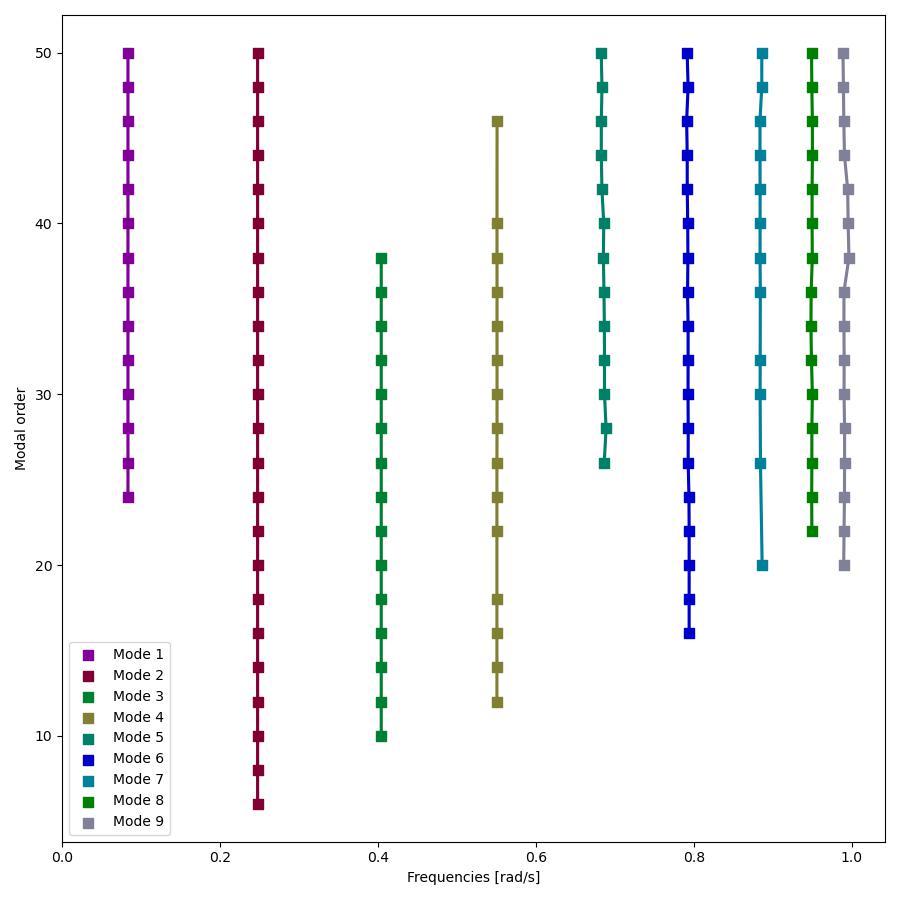 50
40
30
20
10
Modal order
Mode 1
Mode 2
Mode 3
Mode 4
Mode 5
Mode 6
Mode 7
Mode 8
Mode 9
0.0 0.2 0.4 0.6 0.8 1.0
Frequencies [rad/s]